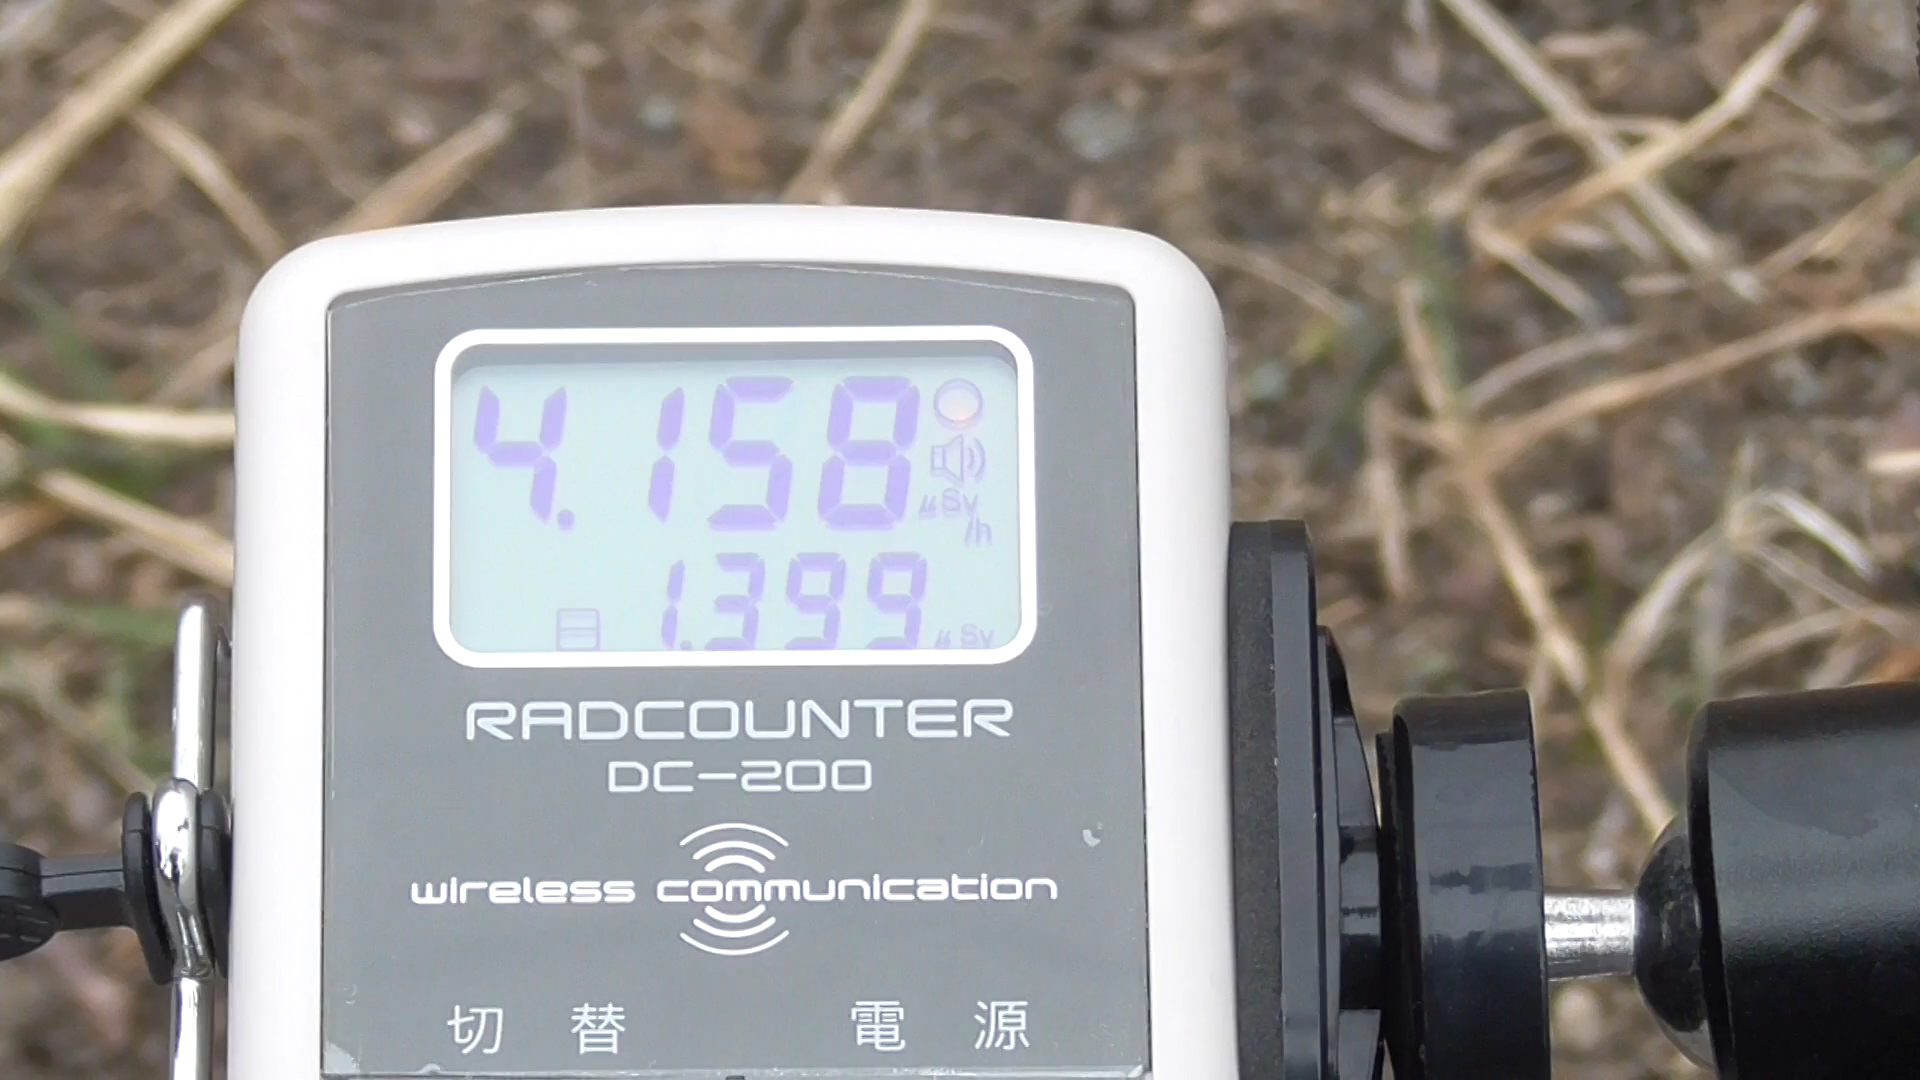 4.158 μSv/h
1.399 μSv
RADCOUNTER
DC-200
wireless communication
切替 電源